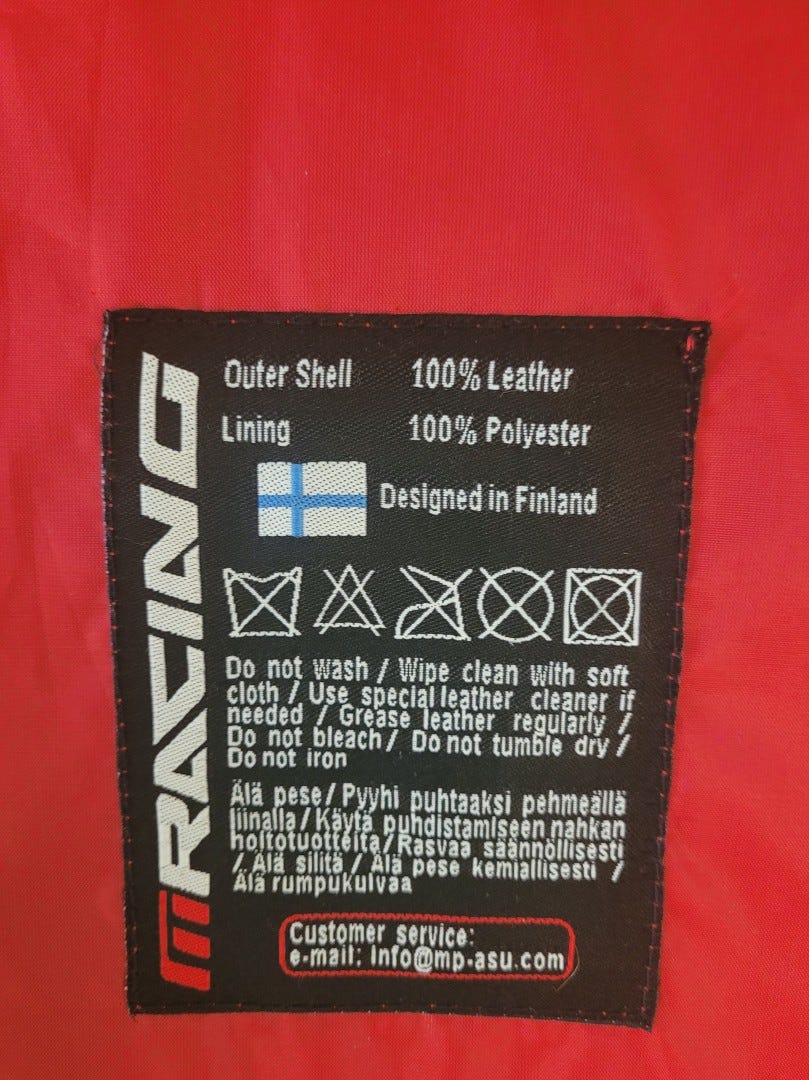 MRACING
Outer Shell 100% Leather
Lining 100% Polyester
Designed in Finland
Do not wash / Wipe clean with soft
cloth / Use special leather cleaner if
needed / Grease leather regularly /
Do not bleach / Do not tumble dry /
Do not iron
Älä pese / Pyyhi puhtaaksi pehmeällä
liinalla / Käytä puhdistamiseen nahkan
hoitotuotteita / Rasvaa säännöllisesti
/ Älä silitä / Älä pese kemiallisesti /
Älä rumpukuivaa
Customer service:
e-mail: info@mp-asu.com